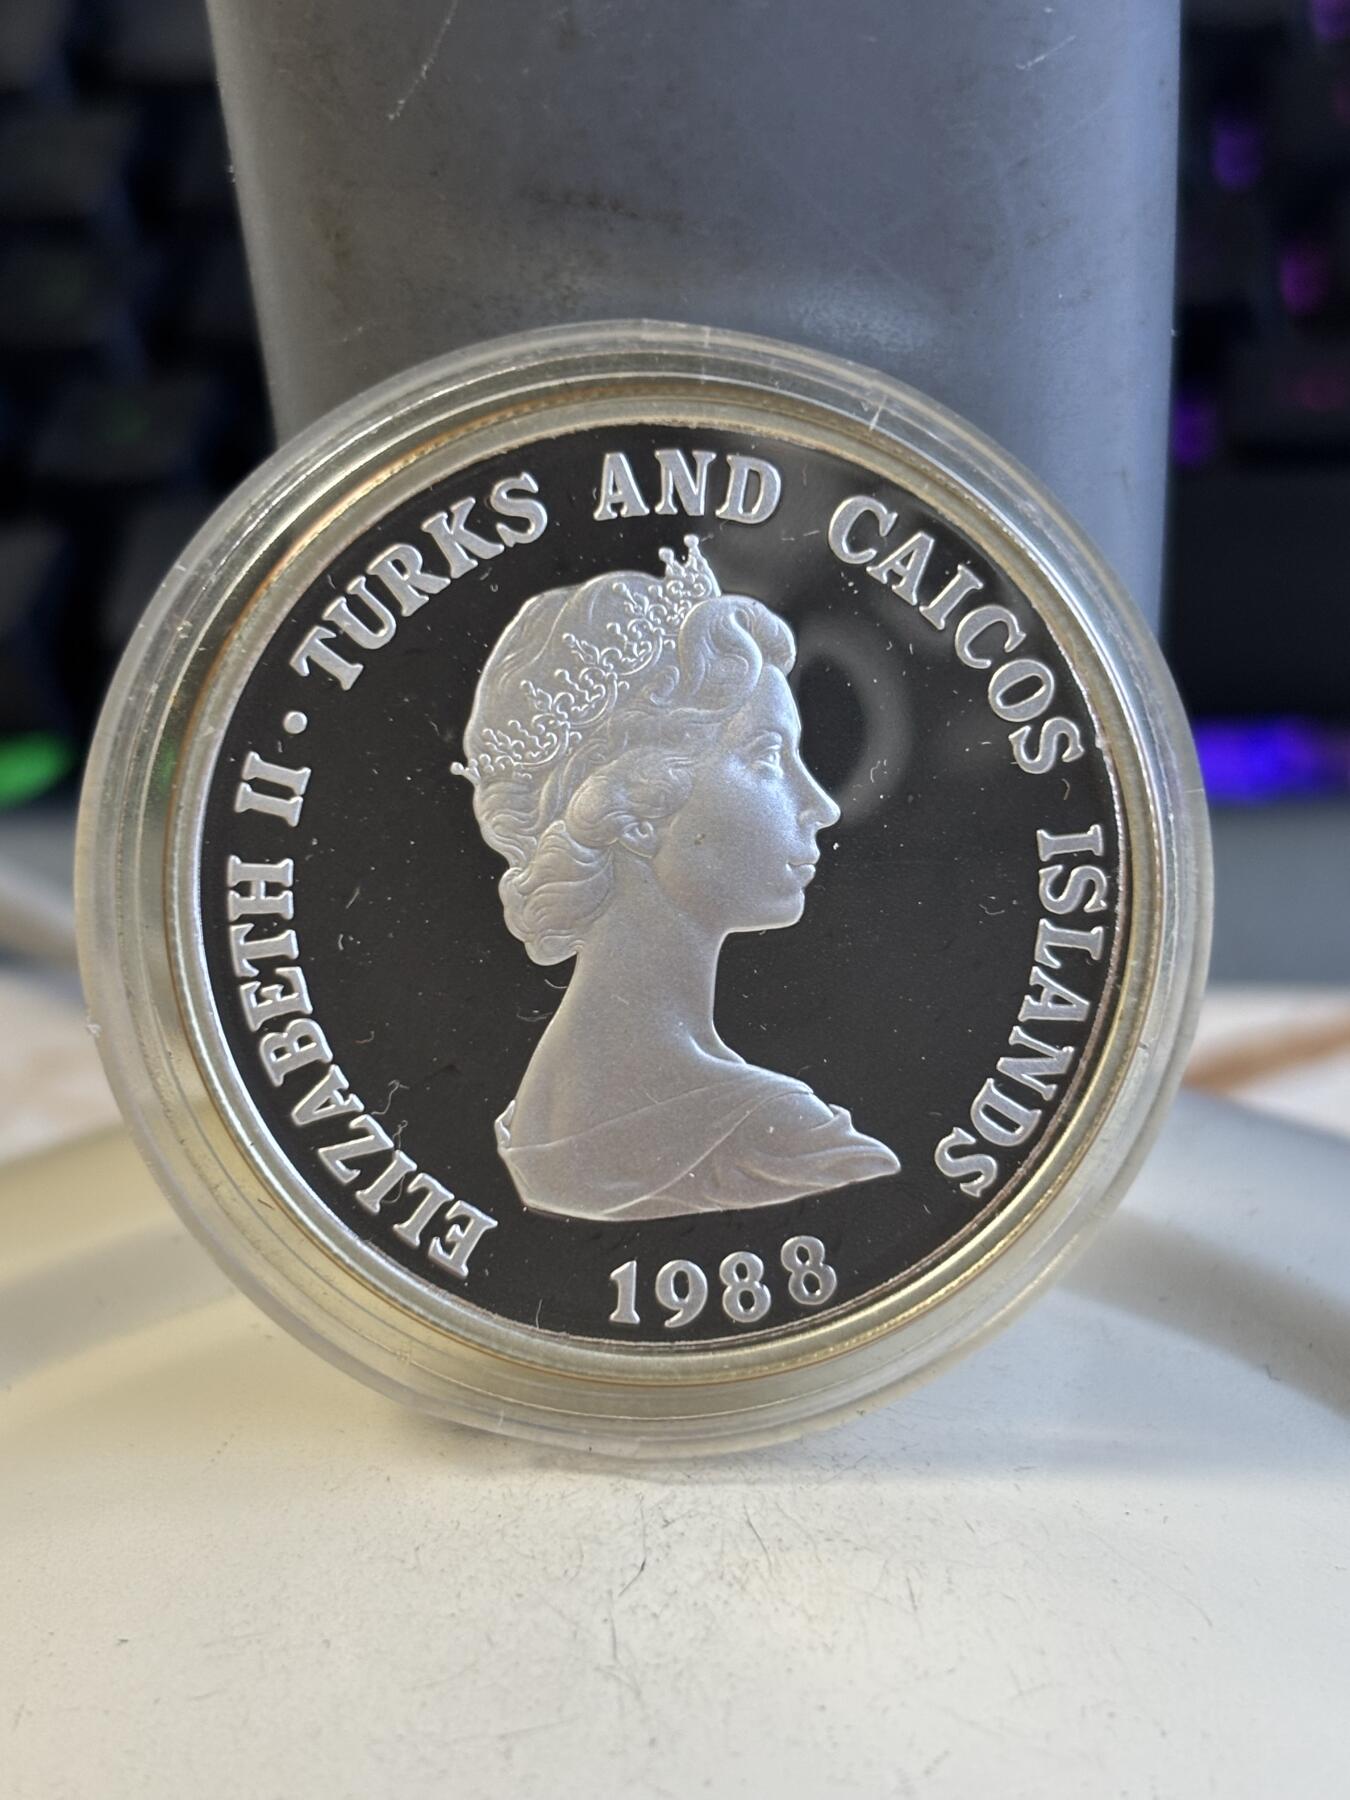 ELIZABETH II · TURKS AND CAICOS ISLANDS
1988